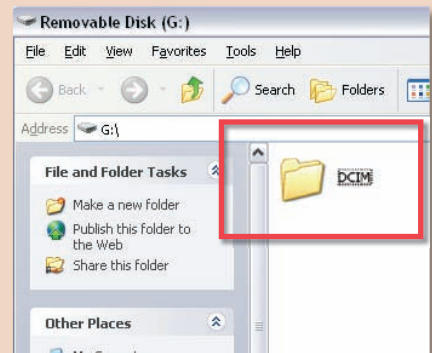 Removable Disk (G:)
File Edit View Favorites Tools Help
Back Search Folders
Address G:\
File and Folder Tasks
Make a new folder
Publish this folder to
the Web
Share this folder
Other Places
DCIM